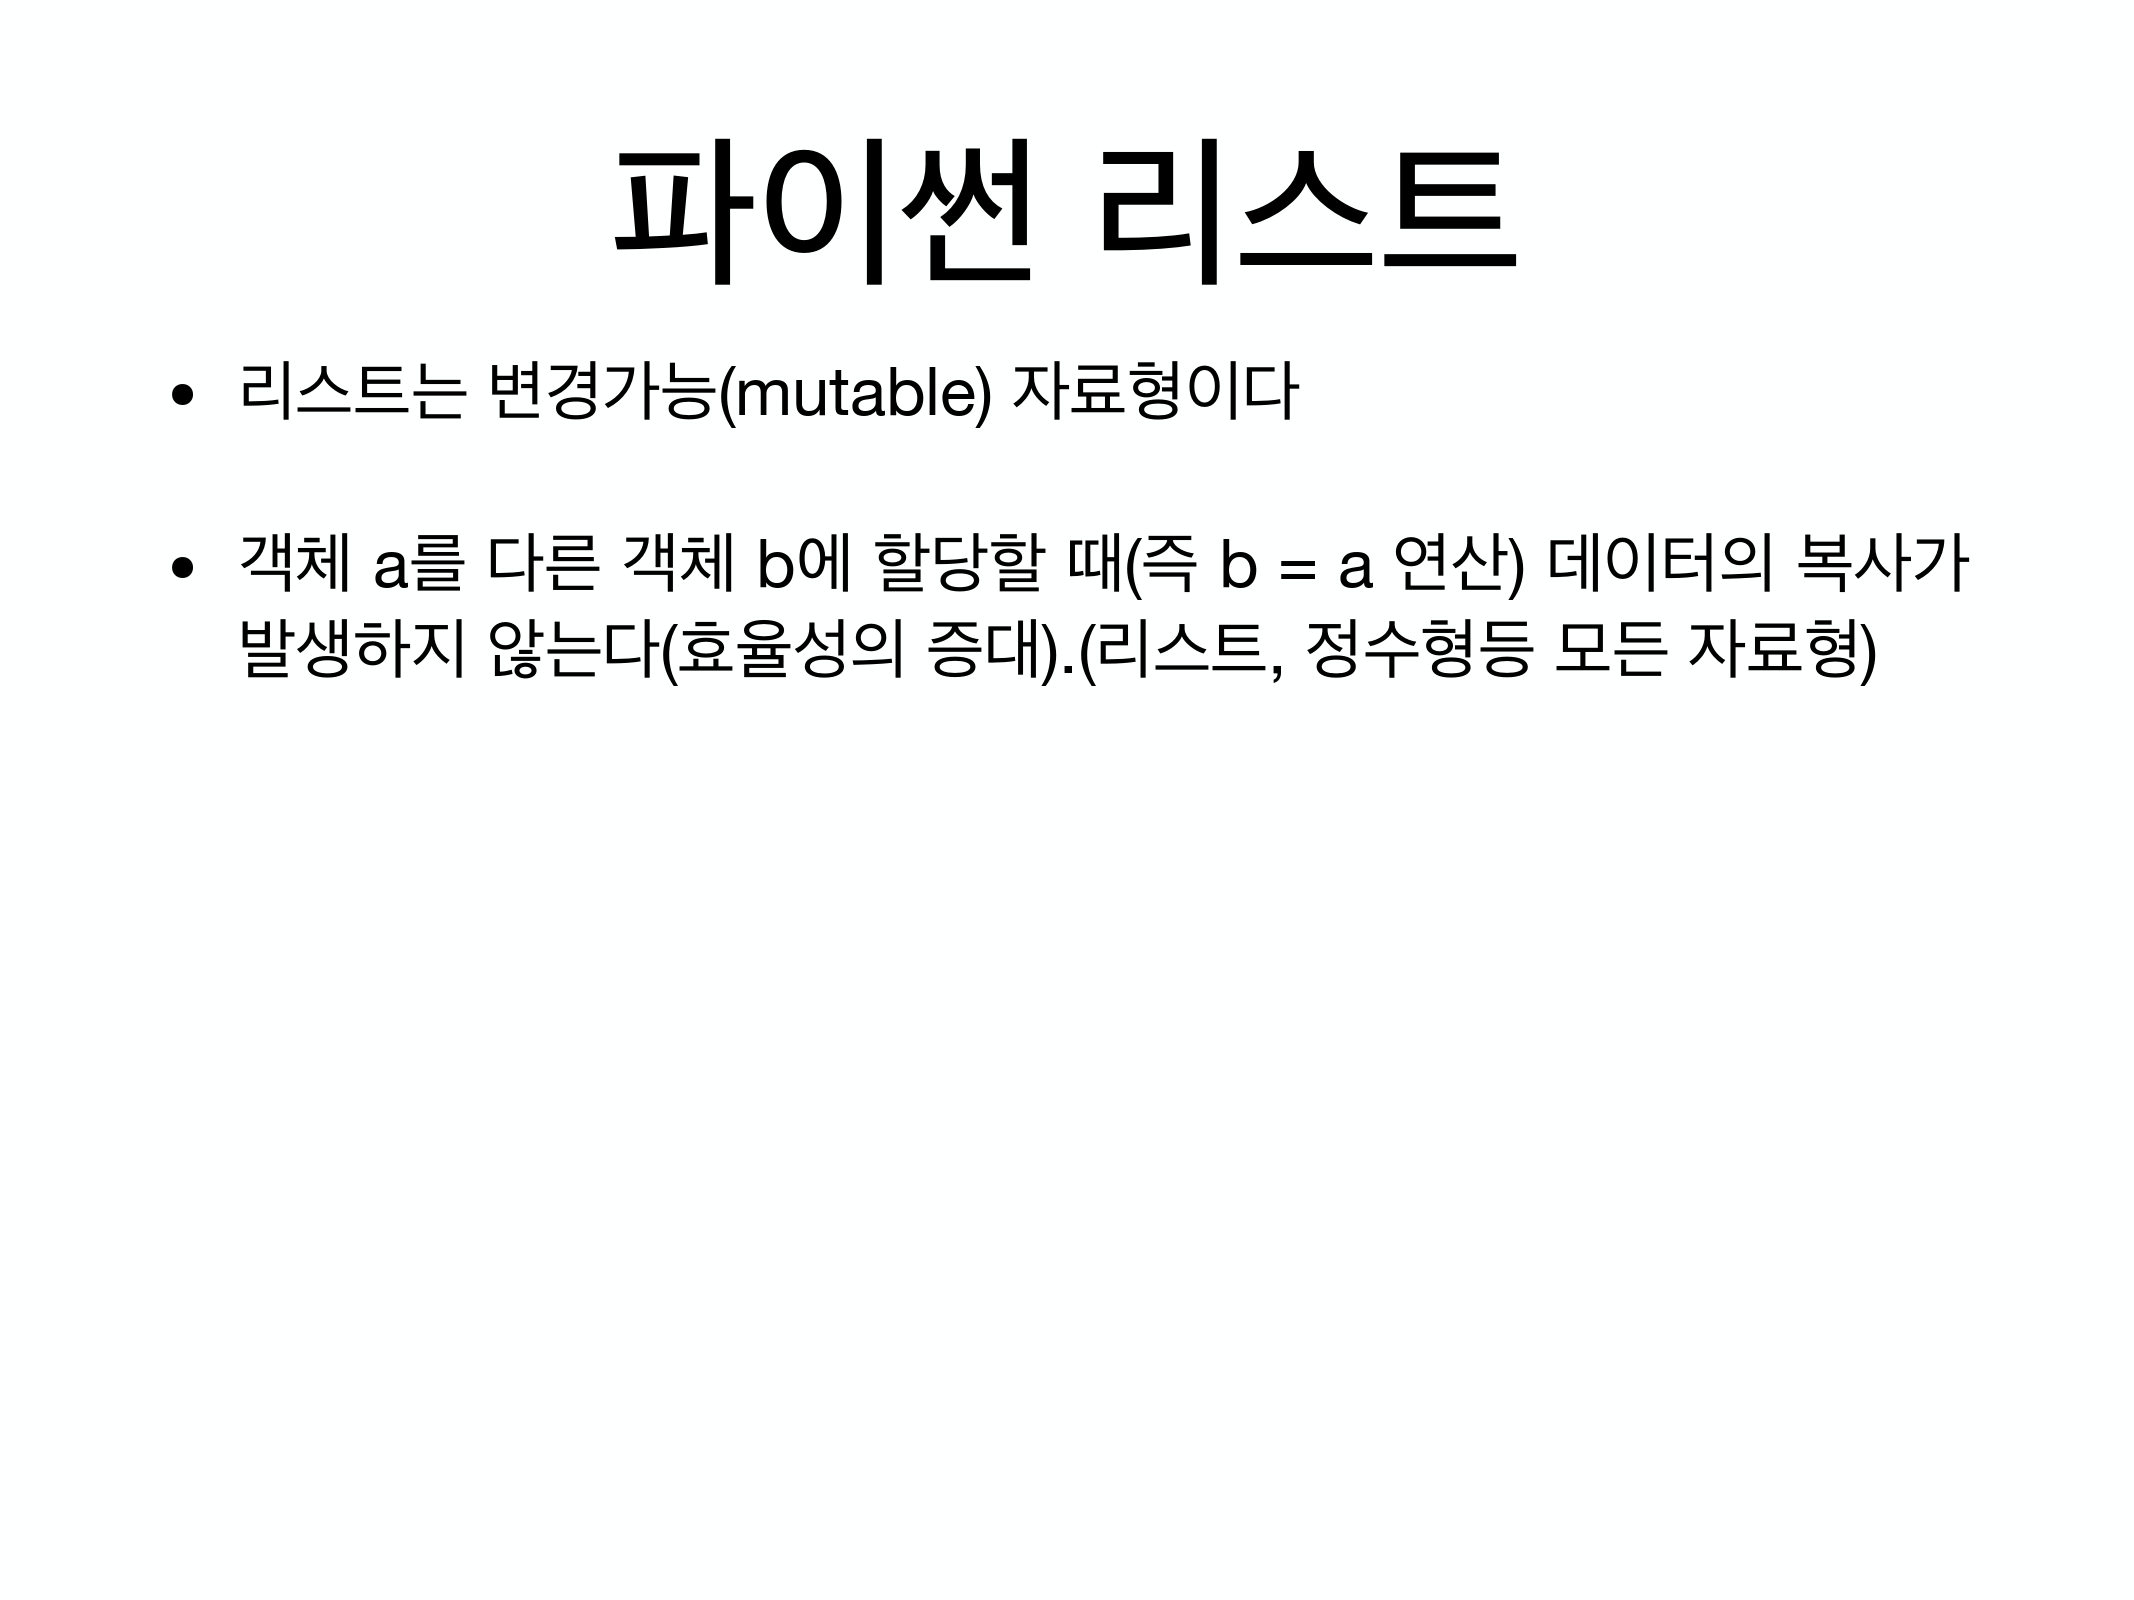 파이썬 리스트
• 리스트는 변경가능(mutable) 자료형이다
• 객체 a를 다른 객체 b에 할당할 때(즉 b = a 연산) 데이터의 복사가
발생하지 않는다(효율성의 증대).(리스트, 정수형등 모든 자료형)